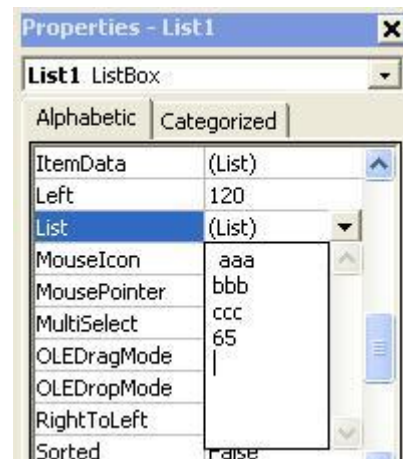 Properties - List1
List1 ListBox
Alphabetic Categorized
ItemData (List)
Left 120
List (List)
MouseIcon aaa
MousePointer bbb
MultiSelect ccc
OLEDragMode 65
OLEDropMode
RightToLeft
Sorted False